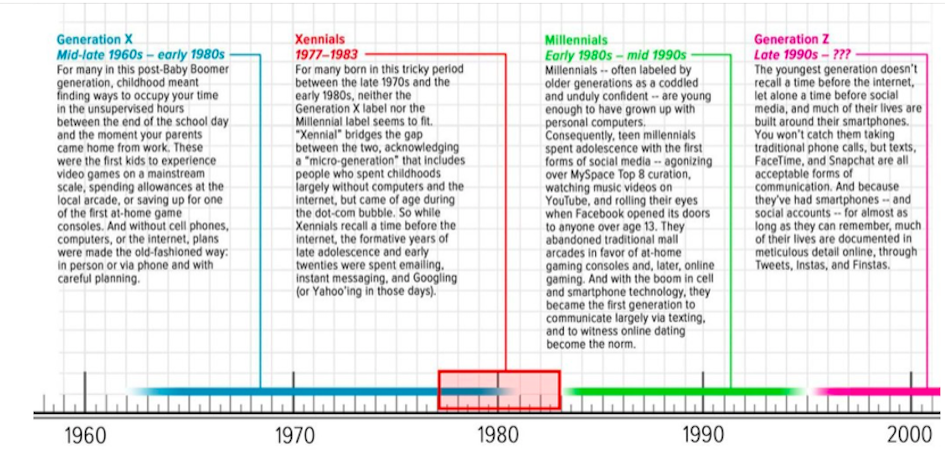 Generation X
Mid-late 1960s – early 1980s
For many in this post-Baby Boomer
generation, childhood meant
finding ways to occupy your time
in the unsupervised hours
between the end of the school day
and the moment your parents
came home from work. These
were the first kids to experience
video games on a mainstream
scale, spending allowances at the
local arcade, or saving up for one
of the first at-home game
consoles. And without cell phones,
computers, or the internet, plans
were made the old-fashioned way:
in person or via phone and with
careful planning.
Xennials
1977–1983
For many born in this tricky period
between the late 1970s and the
early 1980s, neither the
Generation X label nor the
Millennial label seems to fit.
"Xennial" bridges the gap
between the two, acknowledging
a "micro-generation" that includes
people who spent childhoods
largely without computers and the
internet, but came of age during
the dot-com bubble. So while
Xennials recall a time before the
internet, the formative years of
late adolescence and early
twenties were spent emailing,
instant messaging, and Googling
(or Yahoo'ing in those days).
Millennials
Early 1980s – mid 1990s
Millennials -- often labeled by
older generations as a coddled
and unduly confident -- are young
enough to have grown up with
personal computers.
Consequently, teen millennials
spent adolescence with the first
forms of social media -- agonizing
over MySpace Top 8 curation,
watching music videos on
YouTube, and rolling their eyes
when Facebook opened its doors
to anyone over age 13. They
abandoned traditional mall
arcades in favor of at-home
gaming consoles and, later, online
gaming. And with the boom in cell
and smartphone technology, they
became the first generation to
communicate largely via texting,
and to witness online dating
become the norm.
Generation Z
Late 1990s – ???
The youngest generation doesn't
recall a time before the internet,
let alone a time before social
media, and much of their lives are
built around their smartphones.
You won't catch them taking
traditional phone calls, but texts,
FaceTime, and Snapchat are all
acceptable forms of
communication. And because
they've had smartphones -- and
social accounts -- for almost as
long as they can remember, much
of their lives are documented in
meticulous detail online, through
Tweets, Instas, and Finstas.
1960
1970
1980
1990
2000